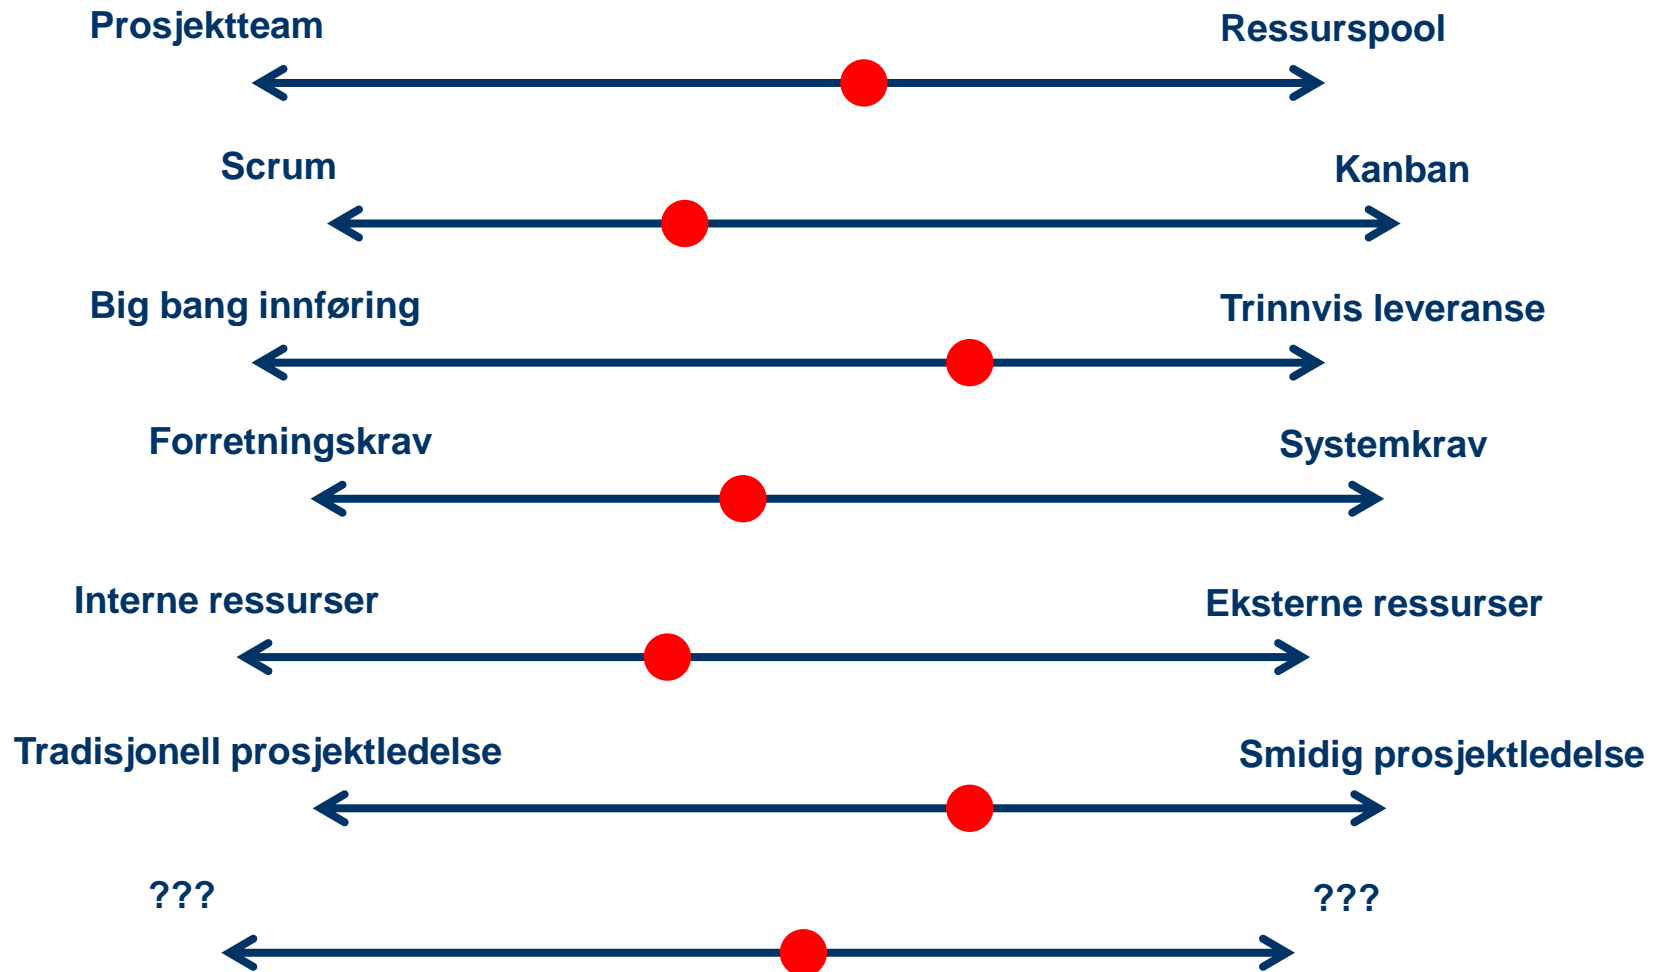 Prosjektteam
Ressurspool
Scrum
Kanban
Big bang innføring
Trinnvis leveranse
Forretningskrav
Systemkrav
Interne ressurser
Eksterne ressurser
Tradisjonell prosjektledelse
Smidig prosjektledelse
???
???